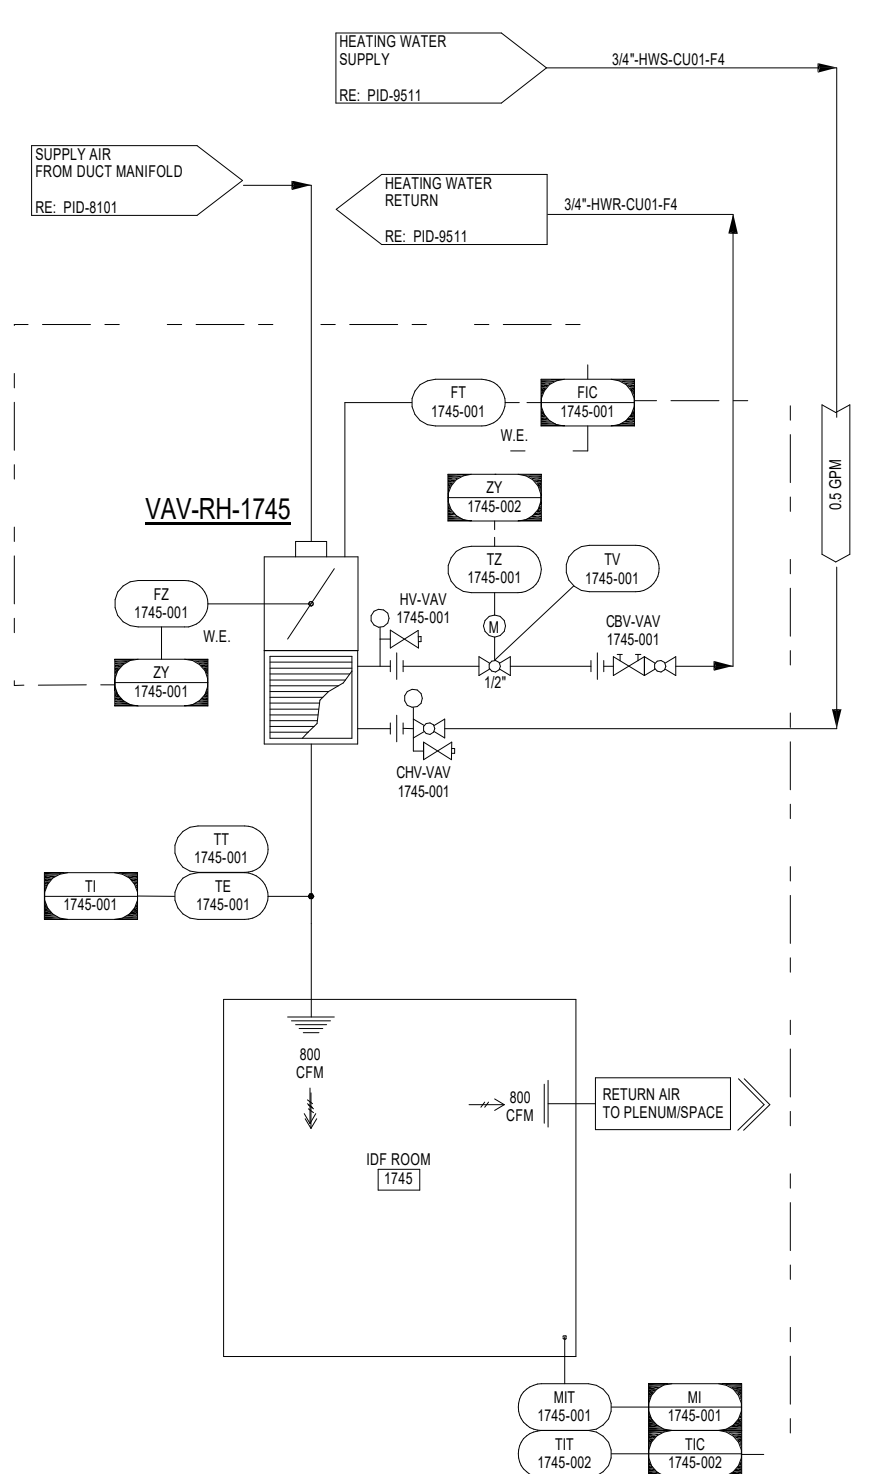 HEATING WATER
SUPPLY
RE: PID-9511
3/4"-HWS-CU01-F4
SUPPLY AIR
FROM DUCT MANIFOLD
RE: PID-8101
HEATING WATER
RETURN
RE: PID-9511
3/4"-HWR-CU01-F4
FT
1745-001
FIC
1745-001
W.E.
0.5 GPM
ZY
1745-002
VAV-RH-1745
TZ
1745-001
TV
1745-001
FZ
1745-001
W.E.
HV-VAV
1745-001
M
CBV-VAV
1745-001
ZY
1745-001
1/2"
CHV-VAV
1745-001
TT
1745-001
TI
1745-001
TE
1745-001
800
CFM
800
CFM
RETURN AIR
TO PLENUM/SPACE
IDF ROOM
1745
MIT
1745-001
MI
1745-001
TIT
1745-002
TIC
1745-002